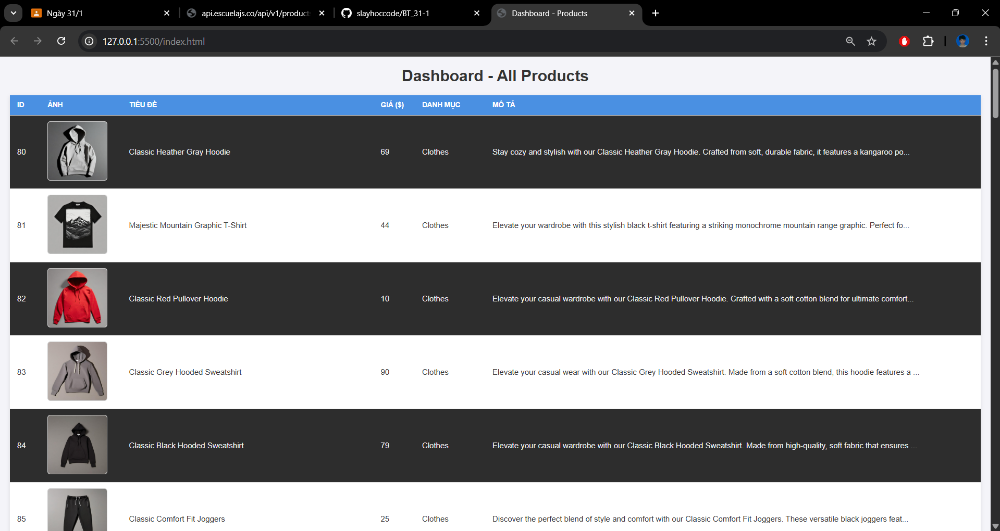 Ngày 31/1
api.escuelajs.co/api/v1/product
slayhoccode/BT_31-1
Dashboard - Products
127.0.0.1:5500/index.html
Dashboard - All Products
ID ẢNH TIÊU ĐỀ GIÁ ($) DANH MỤC MÔ TẢ
80 Classic Heather Gray Hoodie 69 Clothes Stay cozy and stylish with our Classic Heather Gray Hoodie. Crafted from soft, durable fabric, it features a kangaroo po...
81 Majestic Mountain Graphic T-Shirt 44 Clothes Elevate your wardrobe with this stylish black t-shirt featuring a striking monochrome mountain range graphic. Perfect fo...
82 Classic Red Pullover Hoodie 10 Clothes Elevate your casual wardrobe with our Classic Red Pullover Hoodie. Crafted with a soft cotton blend for ultimate comfort...
83 Classic Grey Hooded Sweatshirt 90 Clothes Elevate your casual wear with our Classic Grey Hooded Sweatshirt. Made from a soft cotton blend, this hoodie features a ...
84 Classic Black Hooded Sweatshirt 79 Clothes Elevate your casual wardrobe with our Classic Black Hooded Sweatshirt. Made from high-quality, soft fabric that ensures ...
85 Classic Comfort Fit Joggers 25 Clothes Discover the perfect blend of style and comfort with our Classic Comfort Fit Joggers. These versatile black joggers feat...